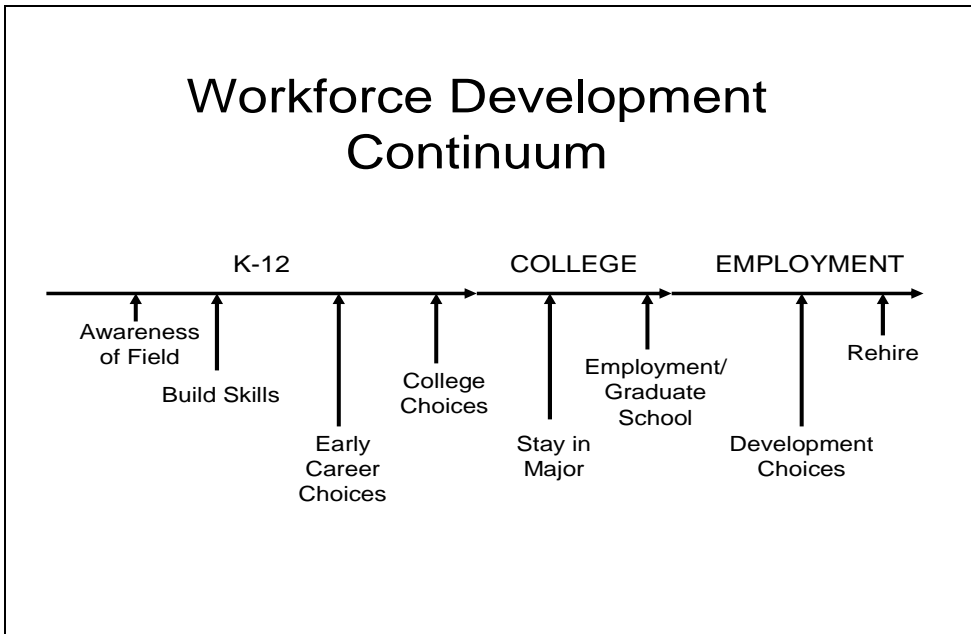 Workforce Development
Continuum
K-12
COLLEGE
EMPLOYMENT
Awareness
of Field
Build Skills
Early
Career
Choices
College
Choices
Stay in
Major
Employment/
Graduate
School
Development
Choices
Rehire